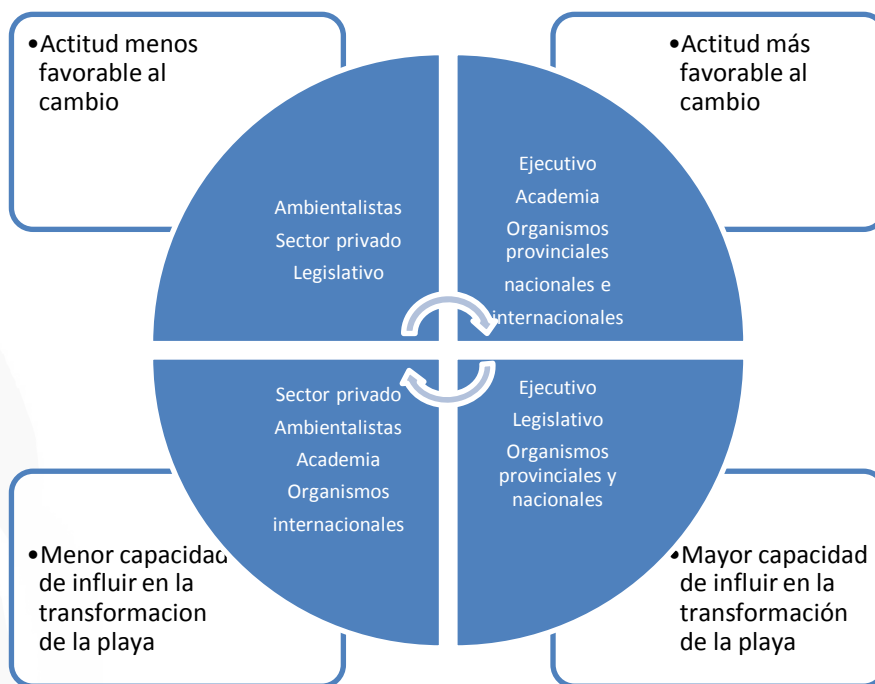 •Actitud menos
favorable al
cambio
•Actitud más
favorable al
cambio
Ambientalistas
Sector privado
Legislativo
Ejecutivo
Academia
Organismos
provinciales
nacionales e
internacionales
Sector privado
Ambientalistas
Academia
Organismos
internacionales
Ejecutivo
Legislativo
Organismos
provinciales y
nacionales
•Menor capacidad
de influir en la
transformacion
de la playa
•Mayor capacidad
de influir en la
transformación
de la playa